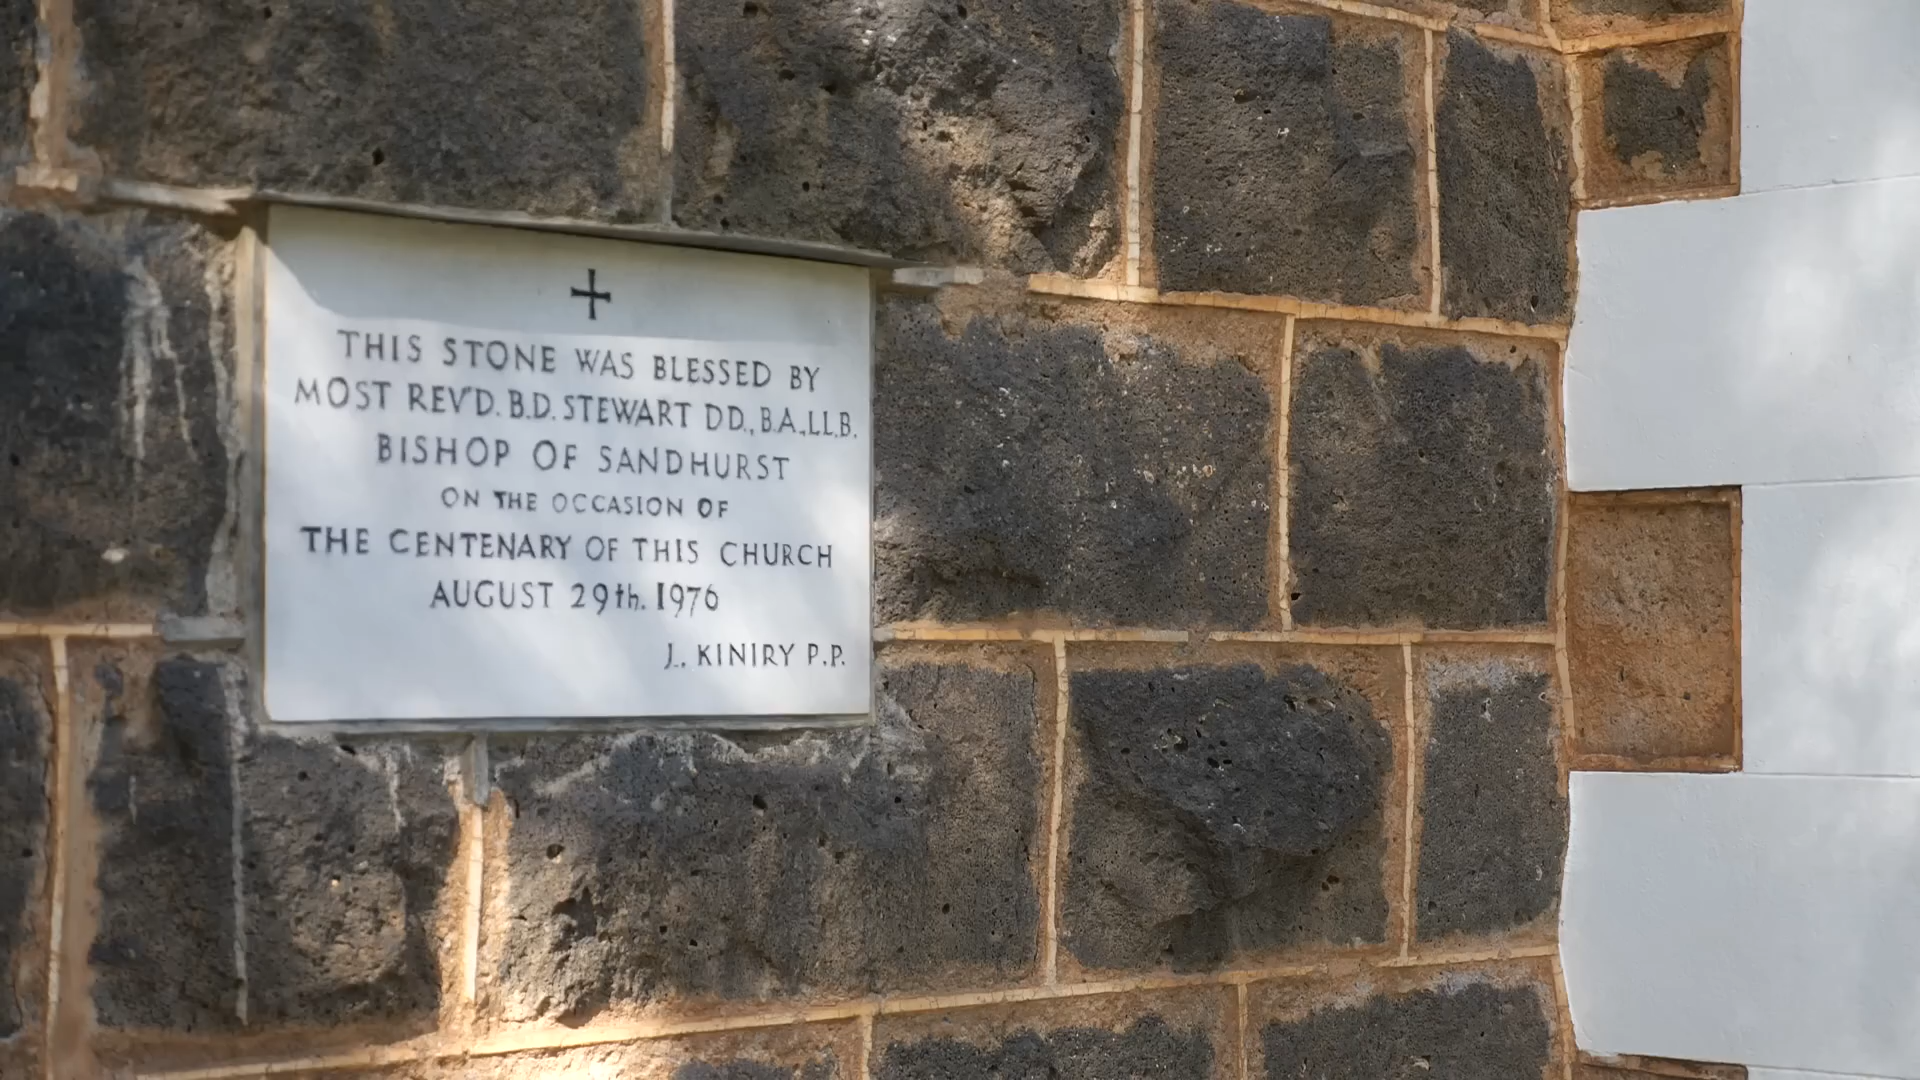 THIS STONE WAS BLESSED BY
MOST REV'D. B.D. STEWART DD., B.A., LL.B.
BISHOP OF SANDHURST
ON THE OCCASION OF
THE CENTENARY OF THIS CHURCH
AUGUST 29th. 1976
J. KINIRY P.P.